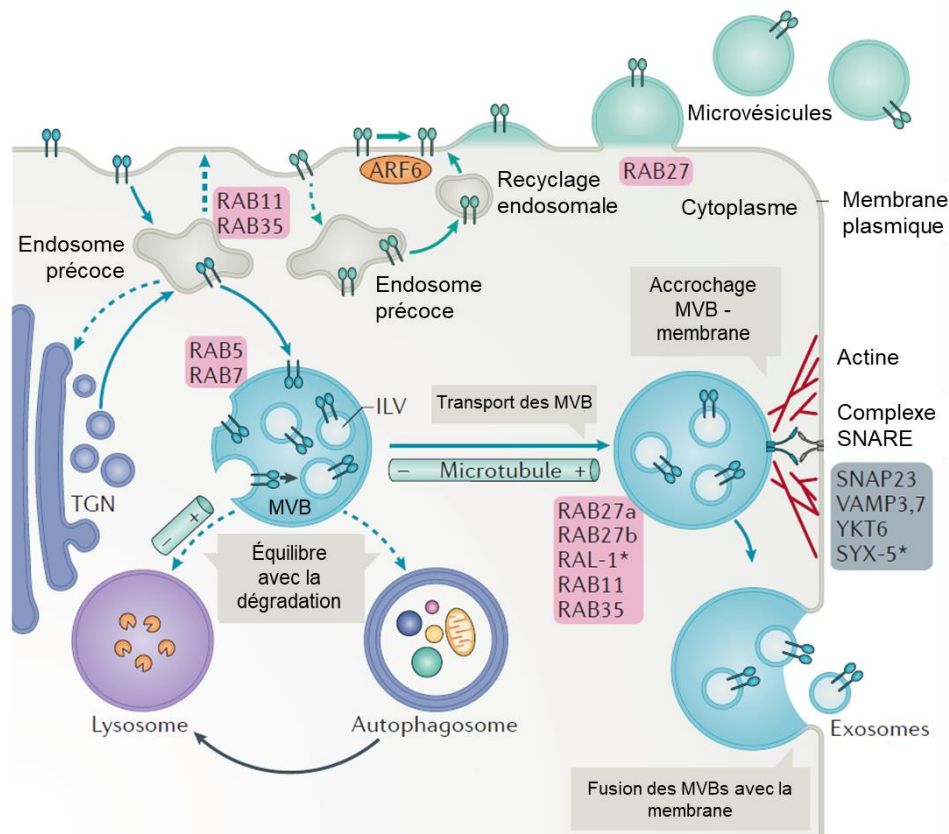 Microvésicules
ARF6
RAB27
RAB11
RAB35
Recyclage
endosomale
Cytoplasme
Membrane
plasmique
Endosome
précoce
Endosome
précoce
Accrochage
MVB -
membrane
RAB5
RAB7
Actine
ILV
Transport des MVB
Complexe
SNARE
- Microtubule +
TGN
MVB
SNAP23
VAMP3,7
YKT6
SYX-5*
RAB27a
RAB27b
RAL-1*
RAB11
RAB35
+
-
Équilibre
avec la
dégradation
Lysosome
Autophagosome
Exosomes
Fusion des MVBs avec la
membrane